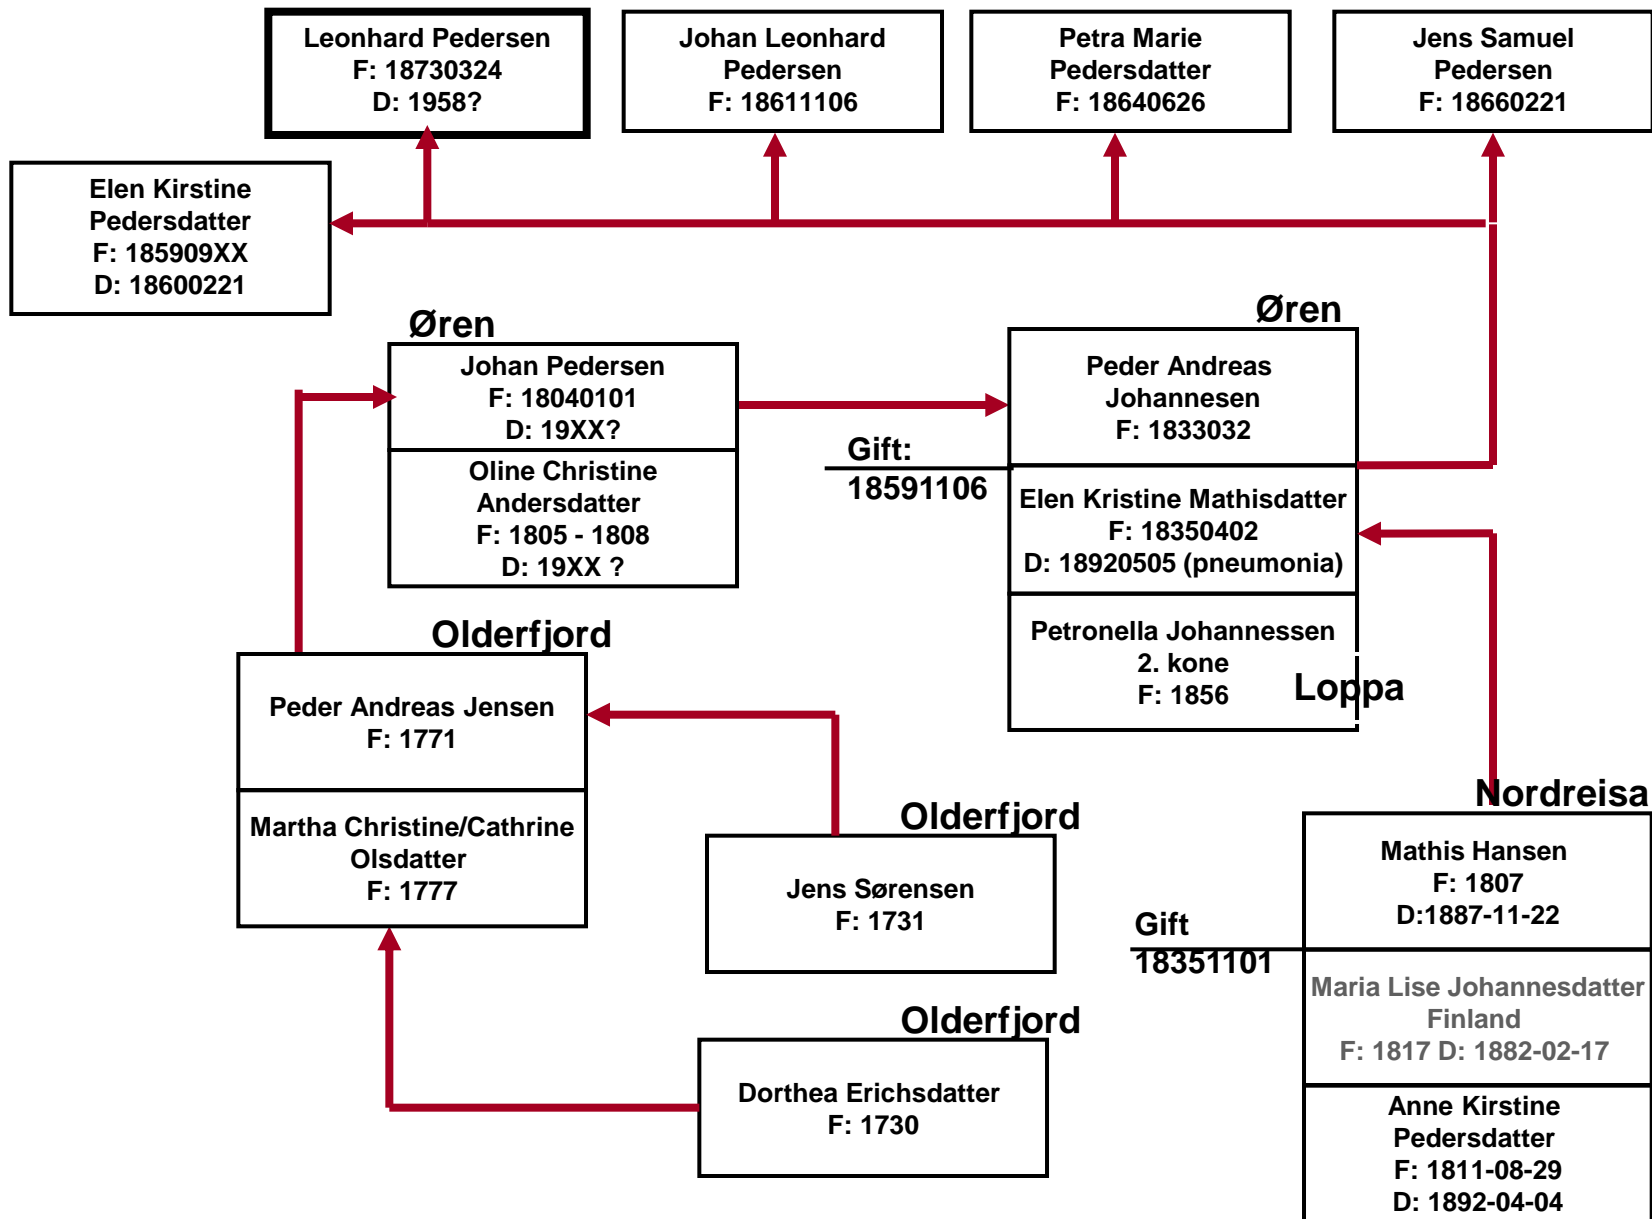 Leonhard Pedersen
F: 18730324
D: 1958?
Johan Leonhard
Pedersen
F: 18611106
Petra Marie
Pedersdatter
F: 18640626
Jens Samuel
Pedersen
F: 18660221
Elen Kirstine
Pedersdatter
F: 185909XX
D: 18600221
Øren
Johan Pedersen
F: 18040101
D: 19XX?
Oline Christine
Andersdatter
F: 1805 - 1808
D: 19XX ?
Øren
Peder Andreas
Johannesen
F: 1833032
Gift:
18591106
Elen Kristine Mathisdatter
F: 18350402
D: 18920505 (pneumonia)
Petronella Johannessen
2. kone
F: 1856
Loppa
Olderfjord
Peder Andreas Jensen
F: 1771
Martha Christine/Cathrine
Olsdatter
F: 1777
Olderfjord
Jens Sørensen
F: 1731
Olderfjord
Dorthea Erichsdatter
F: 1730
Nordreisa
Mathis Hansen
F: 1807
D:1887-11-22
Gift
18351101
Maria Lise Johannesdatter
Finland
F: 1817 D: 1882-02-17
Anne Kirstine
Pedersdatter
F: 1811-08-29
D: 1892-04-04